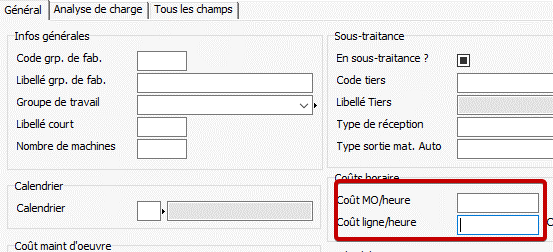 Général Analyse de charge Tous les champs
Infos générales
Code grp. de fab.
Libellé grp. de fab.
Groupe de travail
Libellé court
Nombre de machines
Calendrier
Calendrier
Coût maint d'oeuvre
Sous-traitance
En sous-traitance ?
Code tiers
Libellé Tiers
Type de réception
Type sortie mat. Auto
Coûts horaire
Coût MO/heure
Coût ligne/heure